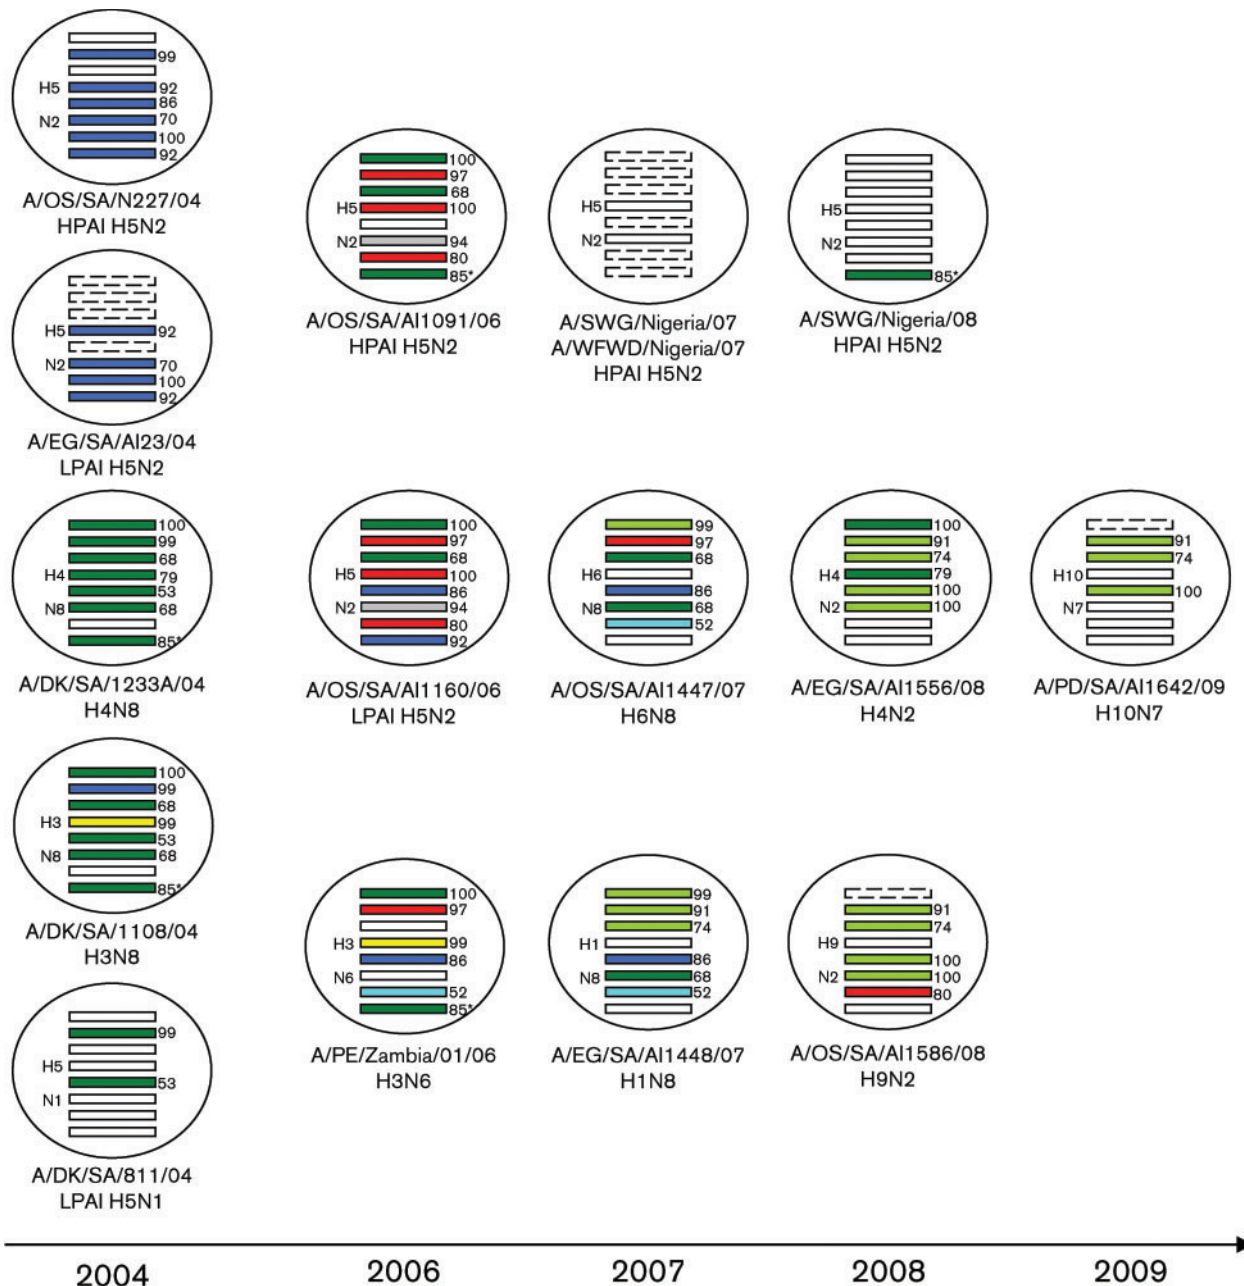 99
H5 92
86
N2 70
100
92
A/OS/SA/N227/04
HPAI H5N2
H5 92
N2 70
100
92
A/EG/SA/AI23/04
LPAI H5N2
100
99
68
H4 79
53
N8 68
85*
A/DK/SA/1233A/04
H4N8
100
99
68
H3 99
53
N8 68
85*
A/DK/SA/1108/04
H3N8
99
H5
53
N1
A/DK/SA/811/04
LPAI H5N1
100
97
68
H5 100
N2 94
80
85*
A/OS/SA/AI1091/06
HPAI H5N2
100
97
68
H5 100
86
N2 94
80
92
A/OS/SA/AI1160/06
LPAI H5N2
100
97
H3 99
86
N6
52
85*
A/PE/Zambia/01/06
H3N6
H5
N2
A/SWG/Nigeria/07
A/WFWD/Nigeria/07
HPAI H5N2
99
97
68
H6
86
N8 68
52
A/OS/SA/AI1447/07
H6N8
99
91
74
H1
86
N8 68
52
A/EG/SA/AI1448/07
H1N8
H5
N2
85*
A/SWG/Nigeria/08
HPAI H5N2
100
91
74
H4 79
100
N2 100
A/EG/SA/AI1556/08
H4N2
91
74
H9
100
N2 100
80
A/OS/SA/AI1586/08
H9N2
91
74
H10
100
N7
A/PD/SA/AI1642/09
H10N7
2004 2006 2007 2008 2009